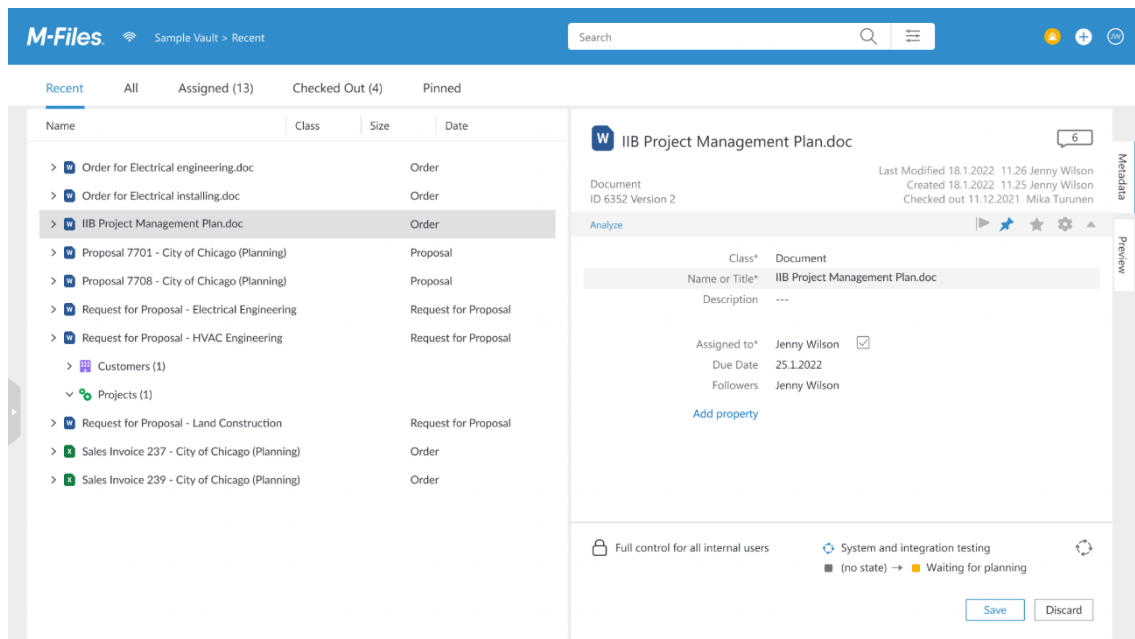 M-Files.
Sample Vault > Recent
Search
JW
Recent
All
Assigned (13)
Checked Out (4)
Pinned
Name
Class
Size
Date
Order for Electrical engineering.doc
Order
Order for Electrical installing.doc
Order
IIB Project Management Plan.doc
Order
Proposal 7701 - City of Chicago (Planning)
Proposal
Proposal 7708 - City of Chicago (Planning)
Proposal
Request for Proposal - Electrical Engineering
Request for Proposal
Request for Proposal - HVAC Engineering
Request for Proposal
Customers (1)
Projects (1)
Request for Proposal - Land Construction
Request for Proposal
Sales Invoice 237 - City of Chicago (Planning)
Order
Sales Invoice 239 - City of Chicago (Planning)
Order
W
IIB Project Management Plan.doc
6
Last Modified 18.1.2022 11.26 Jenny Wilson
Document
Created 18.1.2022 11.25 Jenny Wilson
ID 6352 Version 2
Checked out 11.12.2021 Mika Turunen
Analyze
Class* Document
Name or Title* IIB Project Management Plan.doc
Description ---
Assigned to* Jenny Wilson
Due Date 25.1.2022
Followers Jenny Wilson
Add property
Metadata
Preview
Full control for all internal users
System and integration testing
(no state) → Waiting for planning
Save
Discard